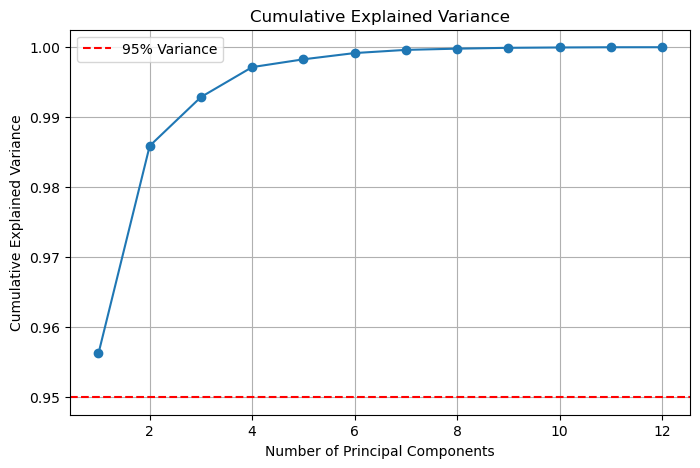 Cumulative Explained Variance
95% Variance
Cumulative Explained Variance
1.00
0.99
0.98
0.97
0.96
0.95
2 4 6 8 10 12
Number of Principal Components